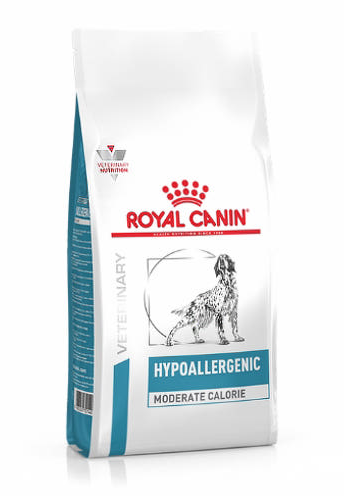 VETERINARY
NUTRITION
ROYAL CANIN
VETERINARY
HYPOALLERGENIC
MODERATE CALORIE